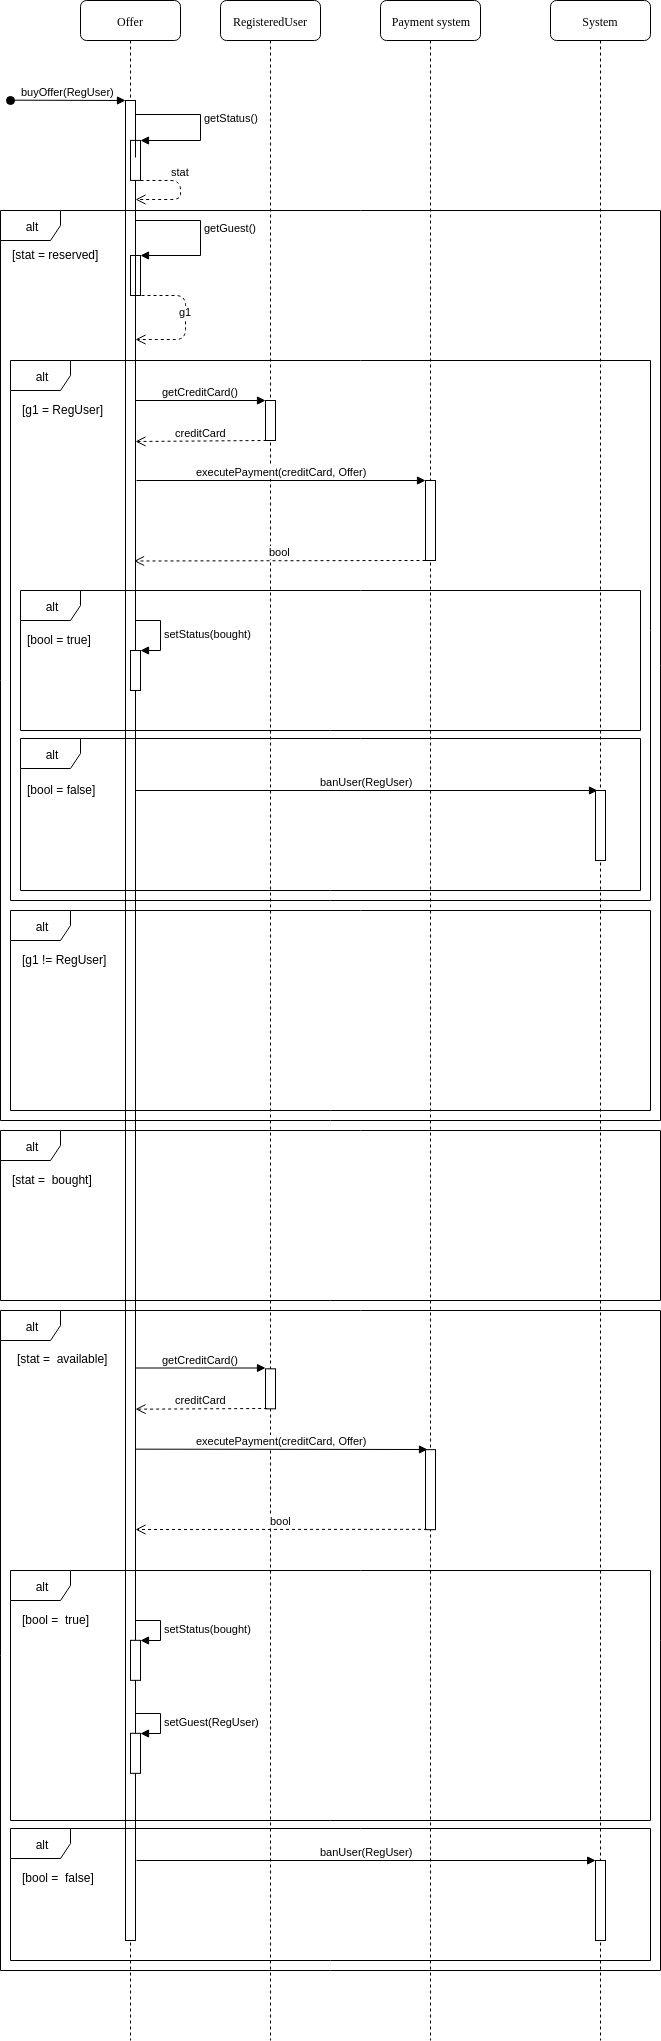 Offer
RegisteredUser
Payment system
System
buyOffer(RegUser)
getStatus()
stat
alt
getGuest()
[stat = reserved]
g1
alt
getCreditCard()
[g1 = RegUser]
creditCard
executePayment(creditCard, Offer)
bool
alt
setStatus(bought)
[bool = true]
alt
banUser(RegUser)
[bool = false]
alt
[g1 != RegUser]
alt
[stat =  bought]
alt
[stat =  available]
getCreditCard()
creditCard
executePayment(creditCard, Offer)
bool
alt
[bool =  true]
setStatus(bought)
setGuest(RegUser)
alt
banUser(RegUser)
[bool =  false]